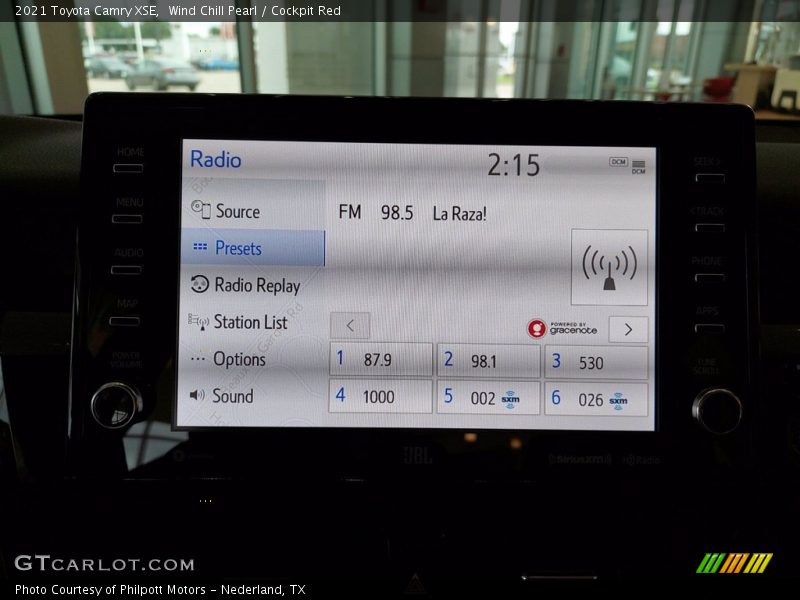 2021 Toyota Camry XSE,  Wind Chill Pearl / Cockpit Red
HOME
MENU
AUDIO
MAP
POWER
VOLUME
Radio
2:15
DCM
DCM
Source
Presets
Radio Replay
Station List
Options
Sound
FM 98.5 La Raza!
<
POWERED BY
gracenote
>
1 87.9
2 98.1
3 530
4 1000
5 002 sxm
6 026 sxm
SEEK >
< TRACK
PHONE
APPS
TUNE
SCROLL
JBL
SiriusXM
HD Radio
GTCARLOT.COM
Photo Courtesy of Philpott Motors - Nederland, TX